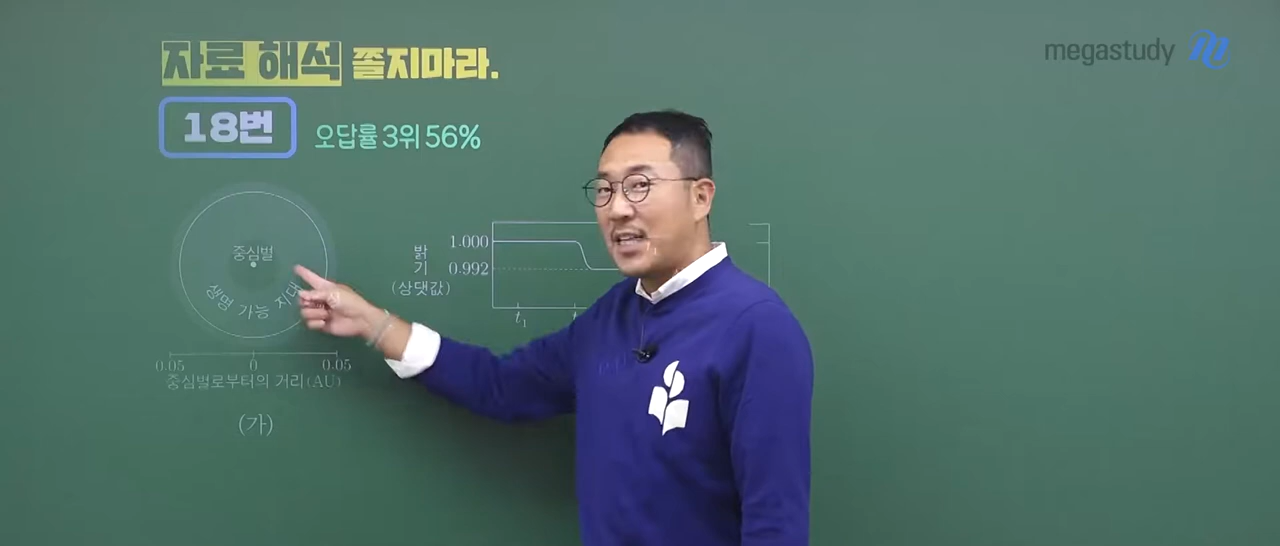 자료 해석 쫄지마라.
megastudy
18번
오답률 3위 56%
중심별
생명 가능 지대
0.05 0 0.05
중심별로부터의 거리(AU)
(가)
밝
기
(상댓값)
1.000
0.992
t₁